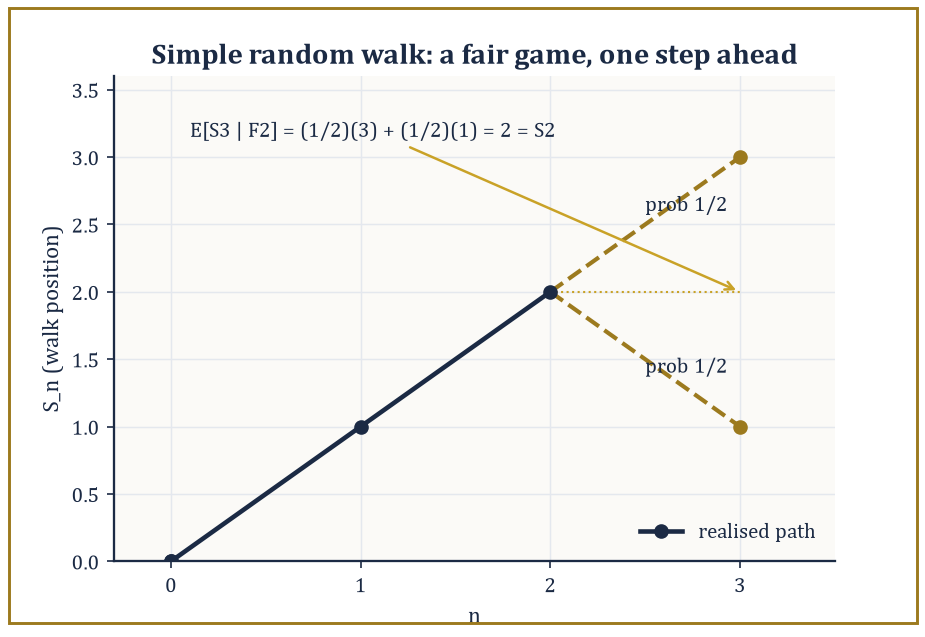 Simple random walk: a fair game, one step ahead
3.5
E[S3 | F2] = (1/2)(3) + (1/2)(1) = 2 = S2
3.0
prob 1/2
2.5
S_n (walk position)
2.0
1.5
prob 1/2
1.0
0.5
realised path
0.0
0 1 2 3
n